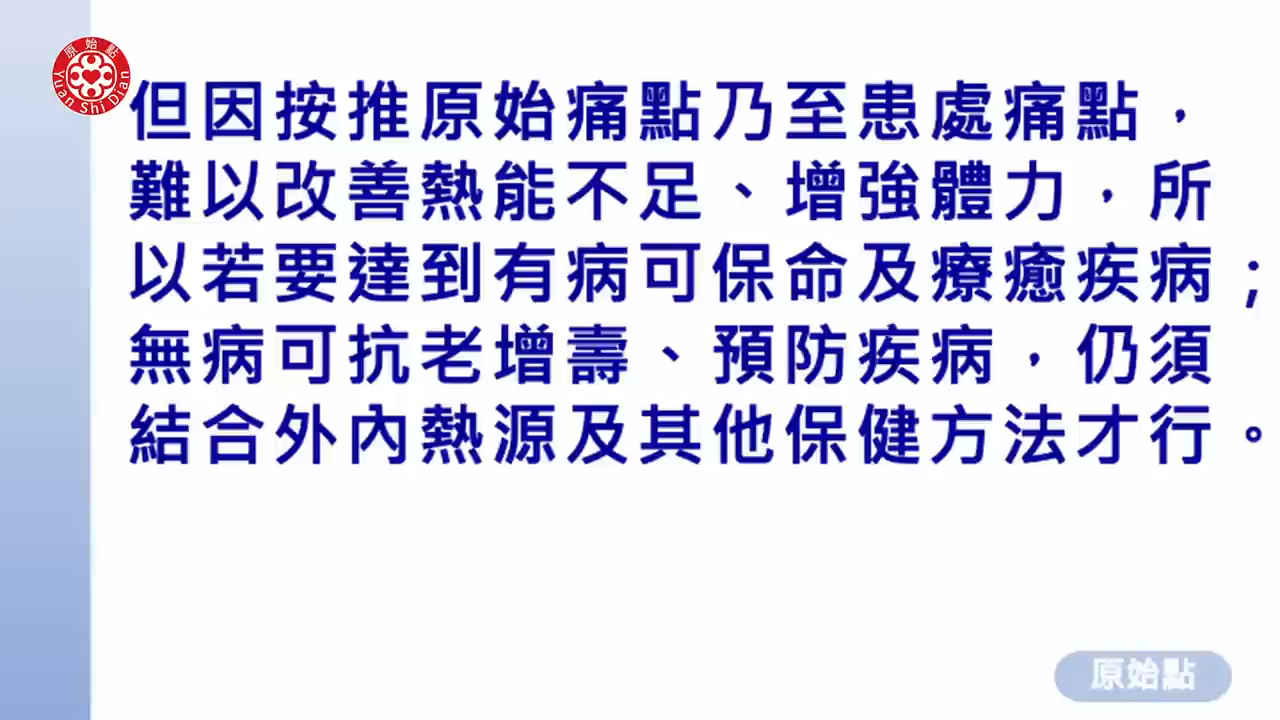 原始點
Yuan Shi Dian
但因按推原始痛點乃至患處痛點，
難以改善熱能不足、增強體力，所
以若要達到有病可保命及療癒疾病；
無病可抗老增壽、預防疾病，仍須
結合外內熱源及其他保健方法才行。
原始點